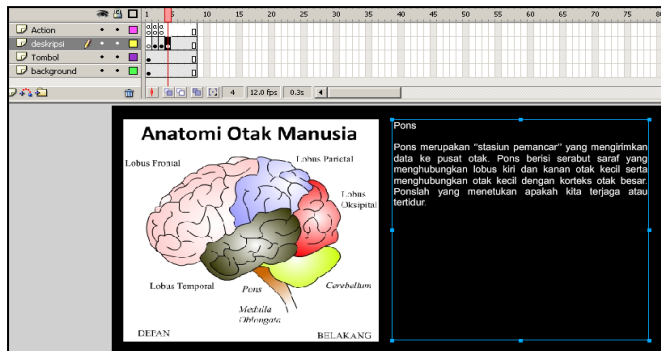 1 5 10 15 20 25 30 35 40 45 50 55 60 65 70 75 80
Action
deskripsi
Tombol
background
4 12.0 fps 0.3s
Anatomi Otak Manusia
Lobus Frontal
Lobus Parietal
Lobus
Oksipital
Lobus Temporal
Pons
Cerebellum
Medulla
Oblongata
DEPAN
BELAKANG
Pons
Pons merupakan "stasiun pemancar" yang mengirimkan
data ke pusat otak. Pons berisi serabut saraf yang
menghubungkan lobus kiri dan kanan otak kecil serta
menghubungkan otak kecil dengan korteks otak besar.
Ponslah yang menetukan apakah kita terjaga atau
tertidur.